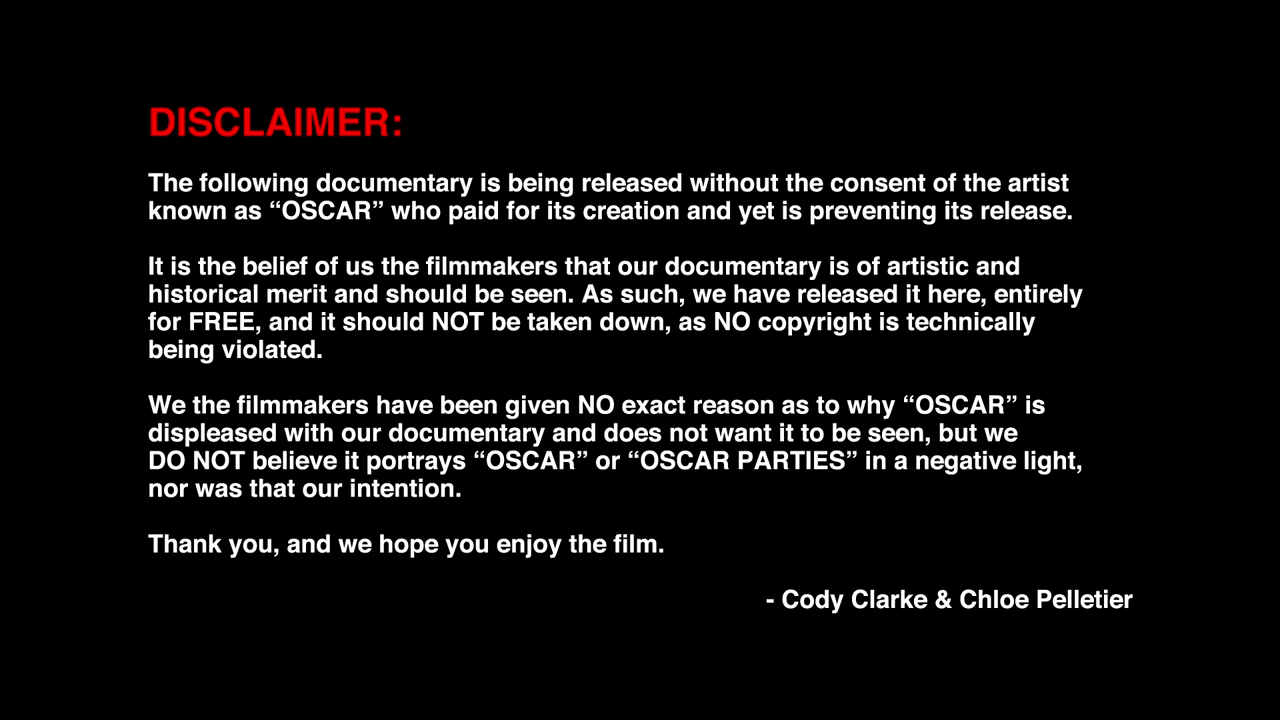 DISCLAIMER:
The following documentary is being released without the consent of the artist
known as “OSCAR” who paid for its creation and yet is preventing its release.
It is the belief of us the filmmakers that our documentary is of artistic and
historical merit and should be seen. As such, we have released it here, entirely
for FREE, and it should NOT be taken down, as NO copyright is technically
being violated.
We the filmmakers have been given NO exact reason as to why “OSCAR” is
displeased with our documentary and does not want it to be seen, but we
DO NOT believe it portrays “OSCAR” or “OSCAR PARTIES” in a negative light,
nor was that our intention.
Thank you, and we hope you enjoy the film.
- Cody Clarke & Chloe Pelletier